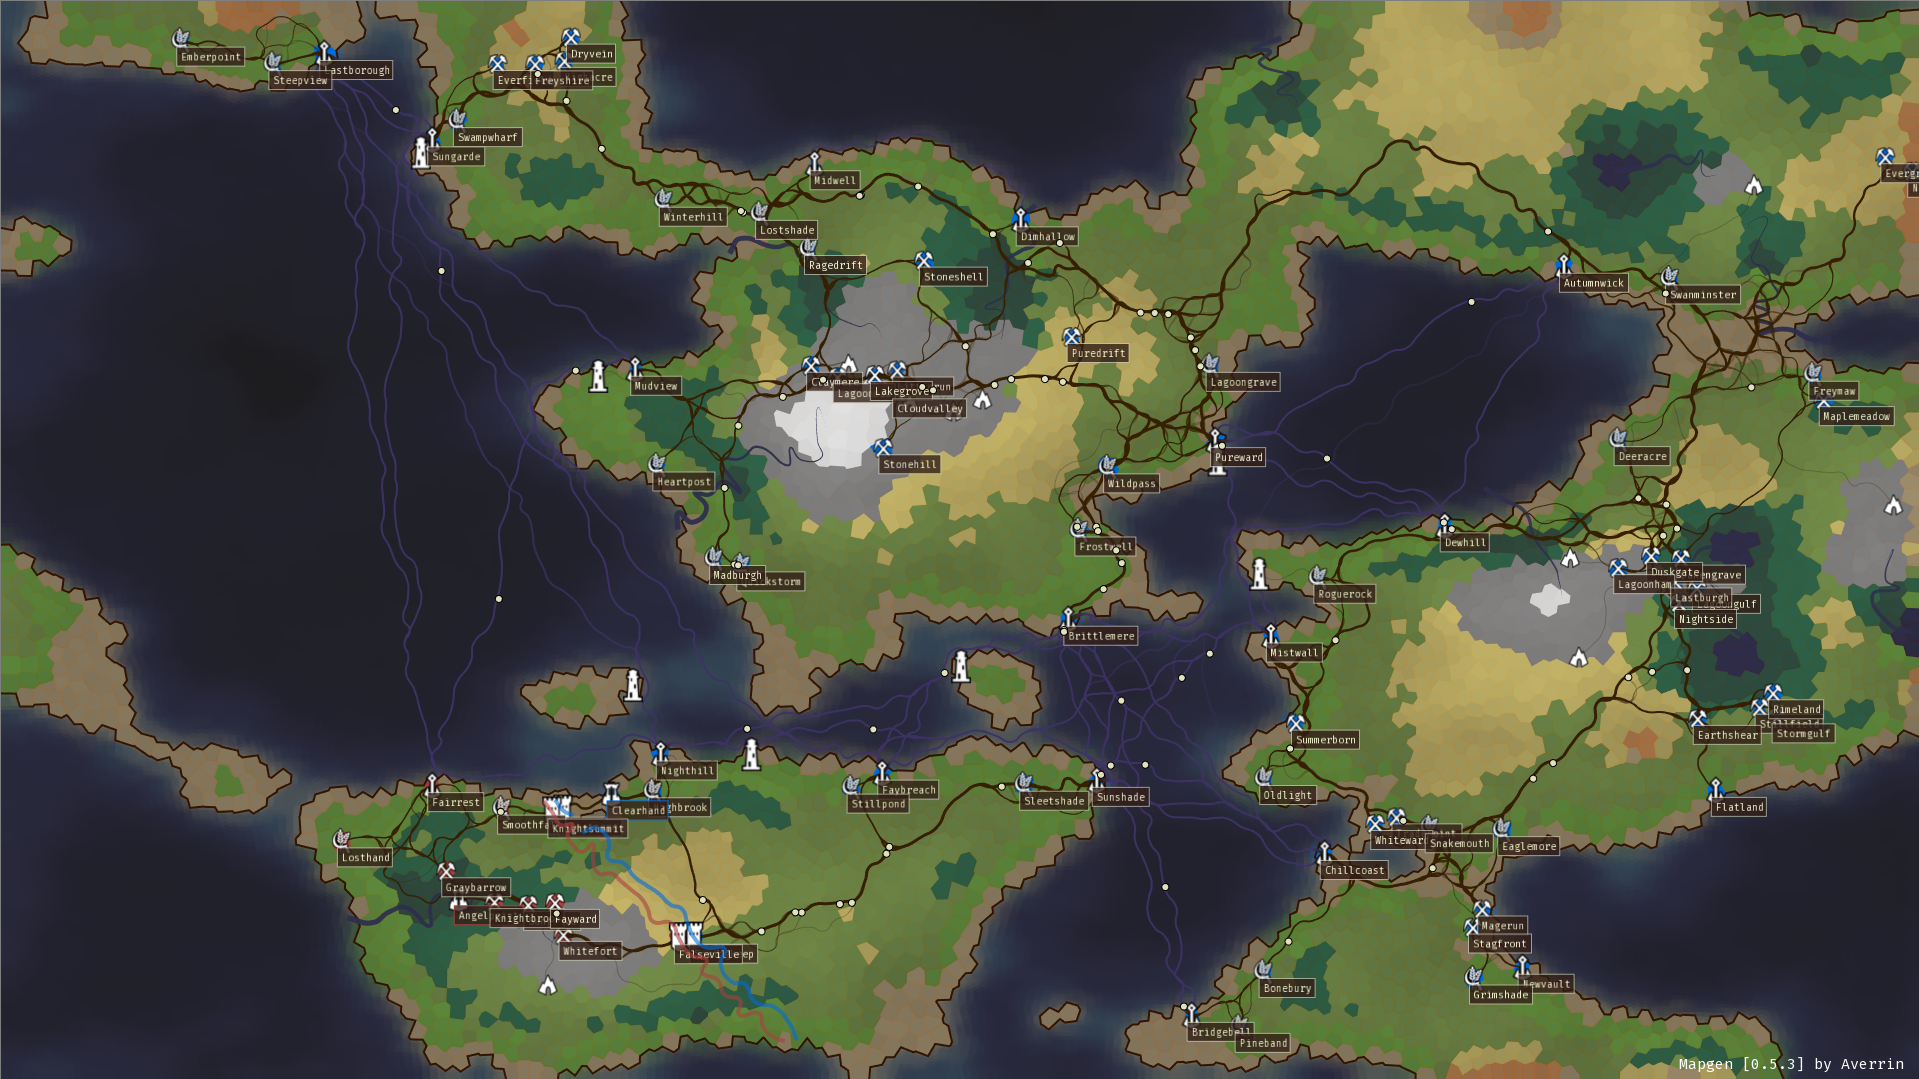 Emberpoint
Steepview
Lastborough
Dryvein
Freyshire
Swampwharf
Sungarde
Midwell
Winterhill
Lostshade
Ragedrift
Dimhallow
Stoneshell
Autumnwick
Swanminster
Puredrift
Mudview
Lagoongrave
Lakegrove
Cloudvalley
Freymaw
Maplemeadow
Deeracre
Pureward
Stonehill
Heartpost
Wildpass
Frostwell
Dewhill
Madburgh
Roguerock
Duskgate
Lagoonham
Lastburgh
Nightside
Brittlemere
Mistwall
Rimeland
Earthshear
Stormgulf
Summerborn
Nighthill
Fairrest
Clearhand
Faybreach
Stillpond
Sleetshade
Sunshade
Oldlight
Flatland
Knightsummit
Losthand
Snakemouth
Eaglemore
Chillcoast
Graybarrow
Fayward
Whitefort
Falseville
Magerun
Stagfront
Newvault
Grimshade
Bonebury
Bridgebell
Pineband
Mapgen [0.5.3] by Averrin